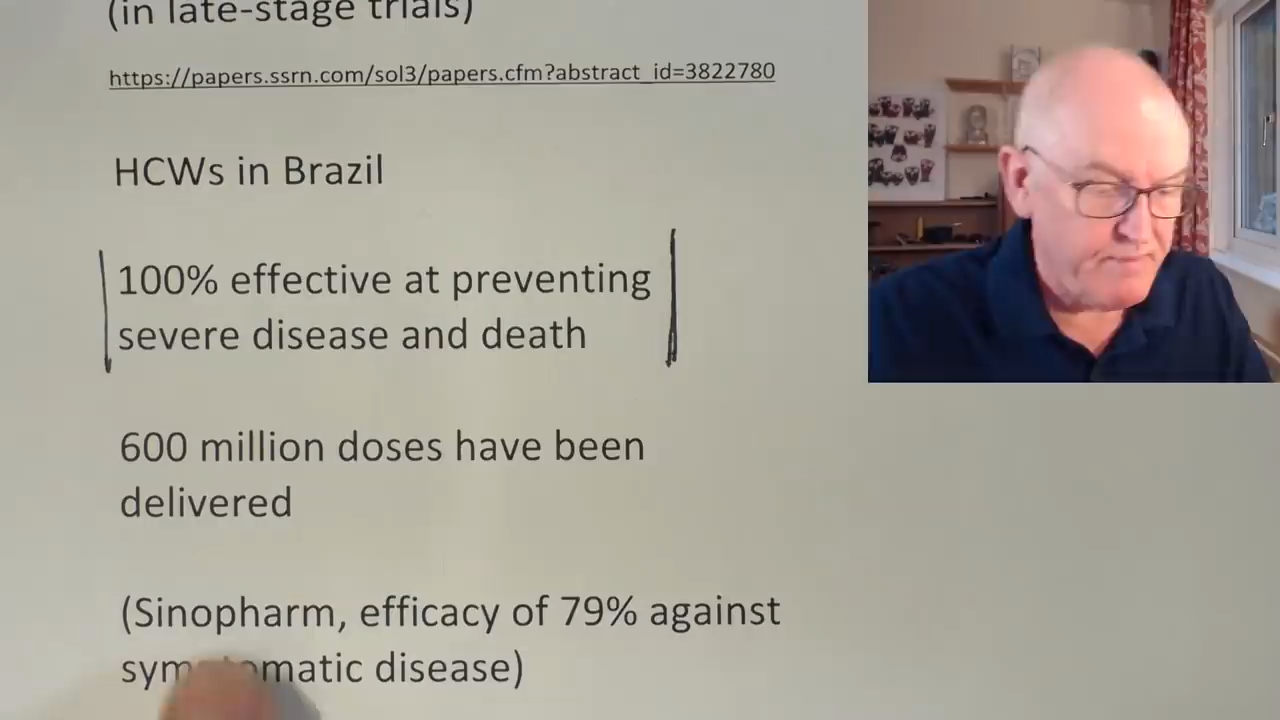 (in late-stage trials)
https://papers.ssrn.com/sol3/papers.cfm?abstract_id=3822780
HCWs in Brazil
100% effective at preventing
severe disease and death
600 million doses have been
delivered
(Sinopharm, efficacy of 79% against
symptomatic disease)